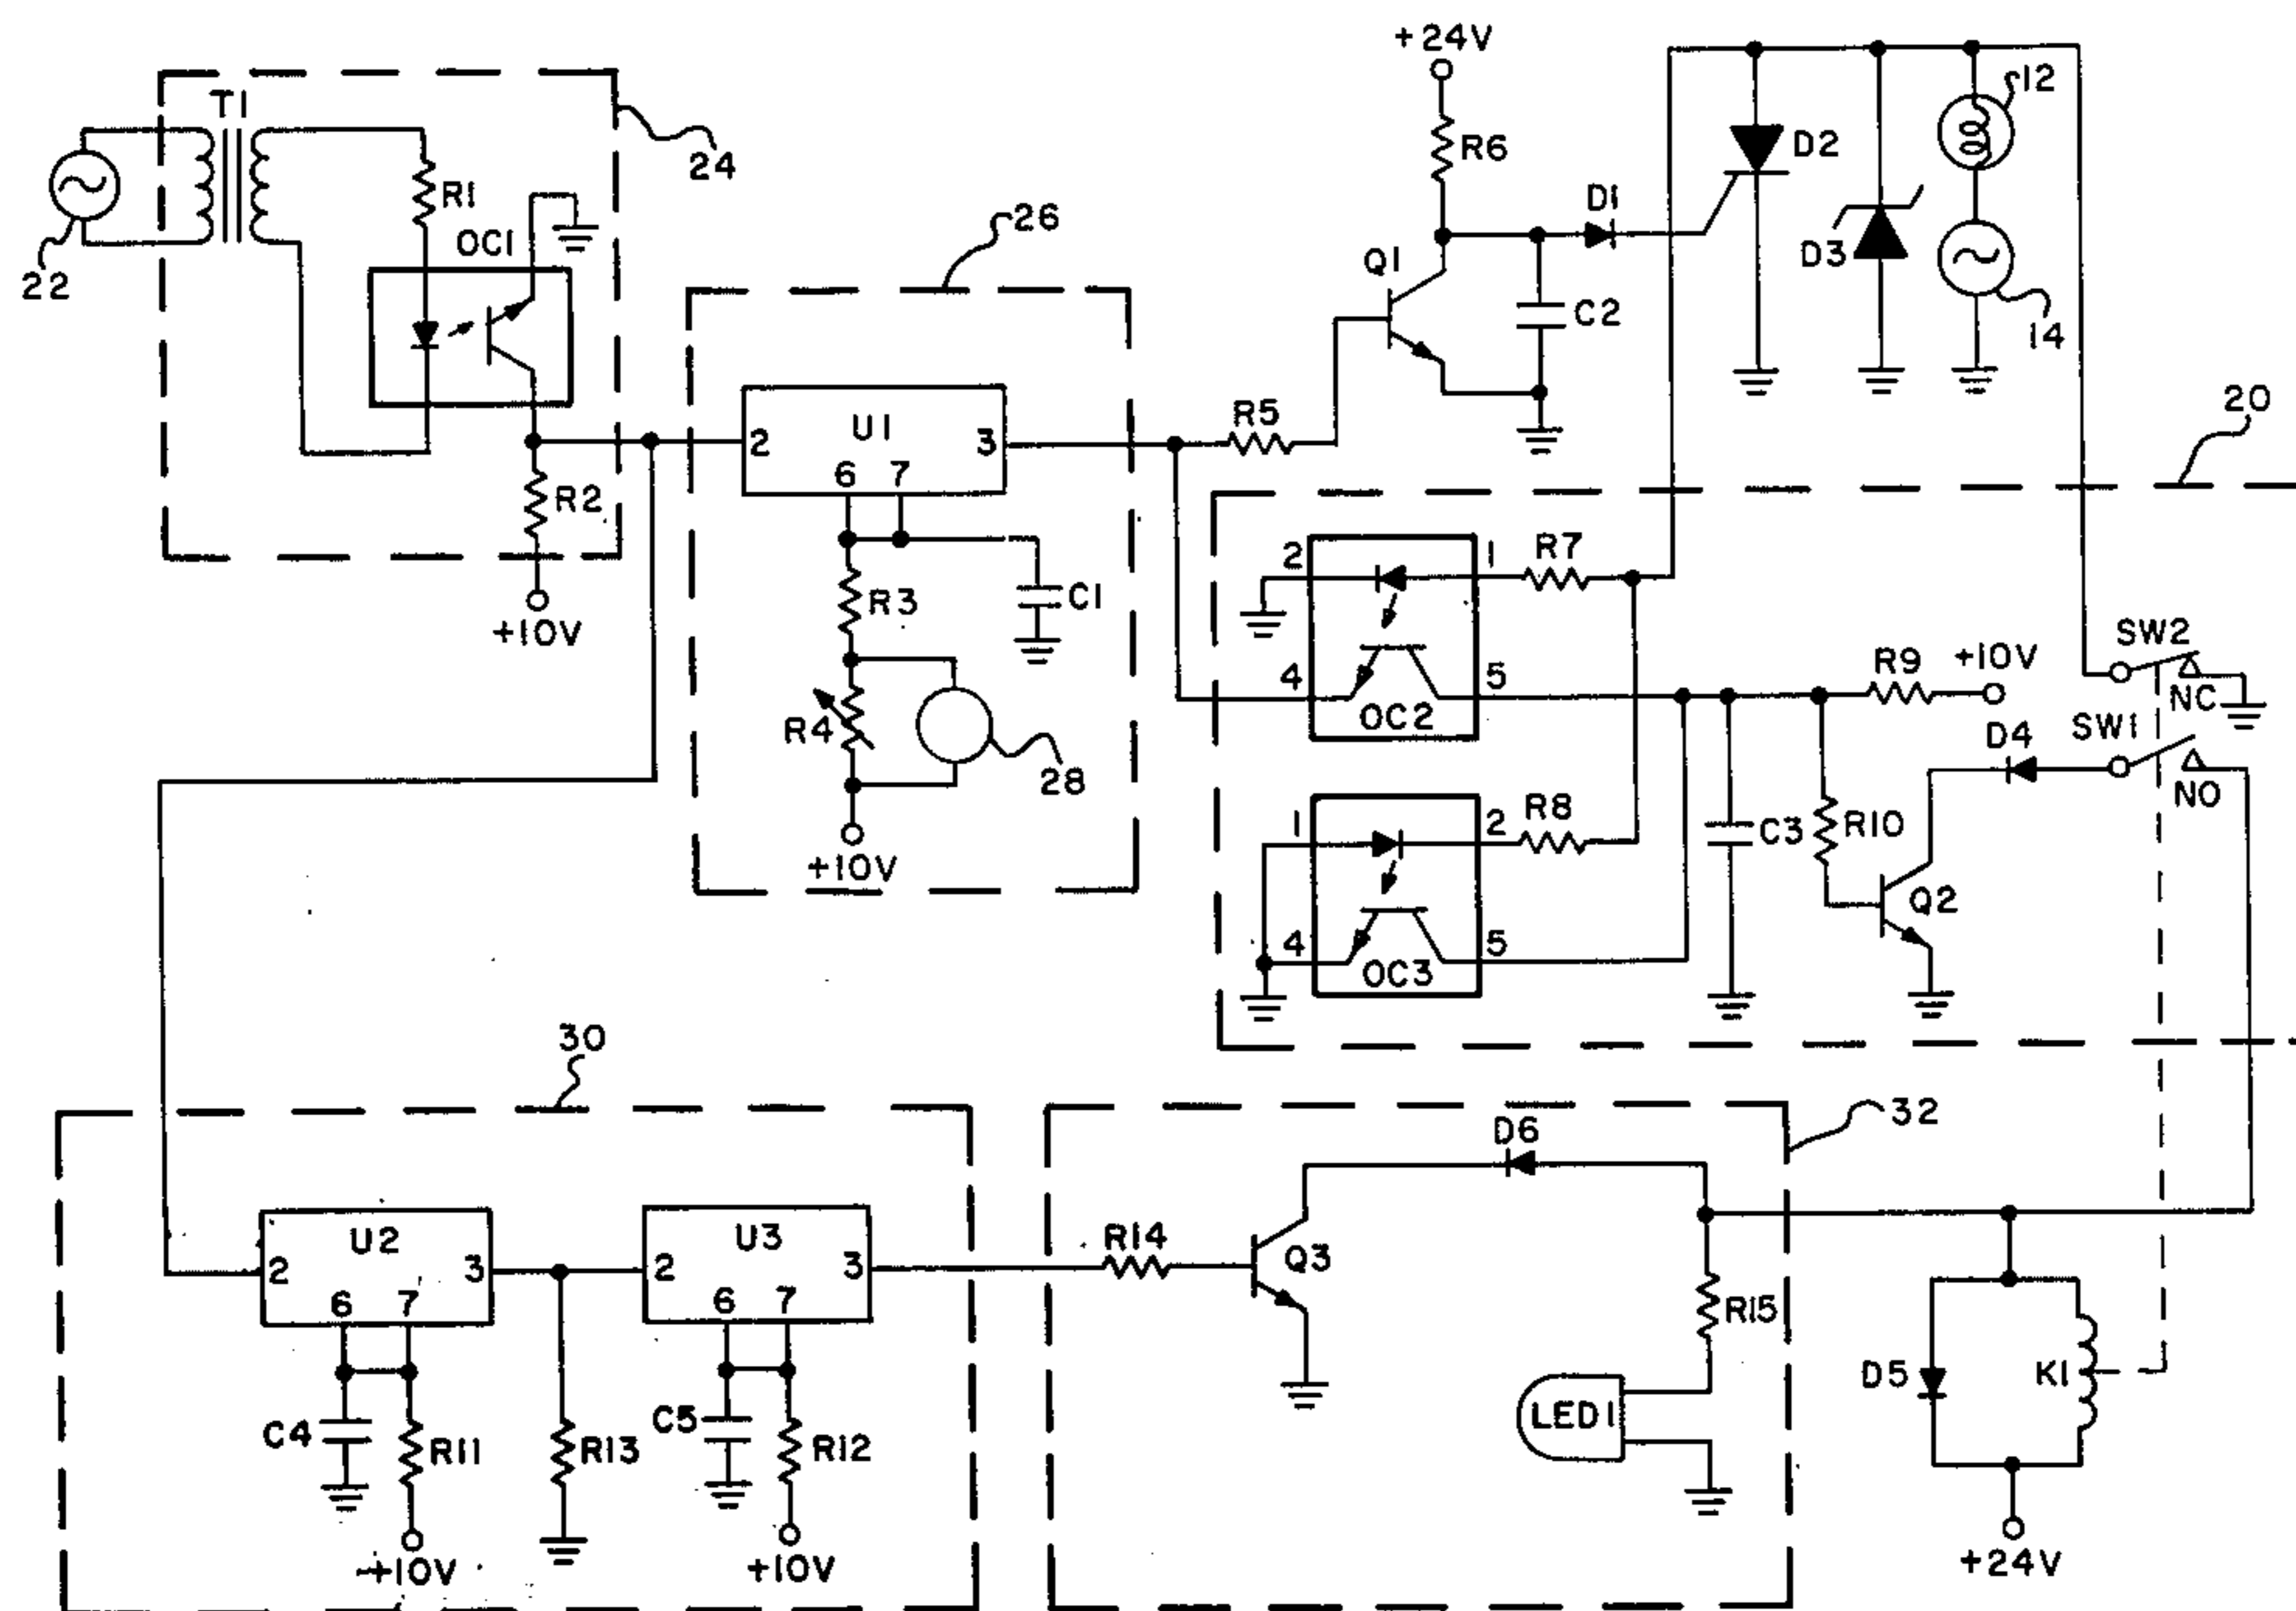 +24V
12
T1
24
R6
D2
D1
R1
OC1
26
D3
22
Q1
C2
14
20
R5
2
U1
3
6
7
R2
2
1
R7
R3
C1
+10V
SW2
R9
+10V
4
5
NC
OC2
R4
SW1
D4
28
NO
1
2
R8
C3
R10
+10V
Q2
4
5
OC3
30
32
D6
U2
U3
R14
Q3
2
3
2
3
6
7
6
7
R15
D5
K1
C4
R11
R13
C5
R12
LED1
+10V
+10V
+24V